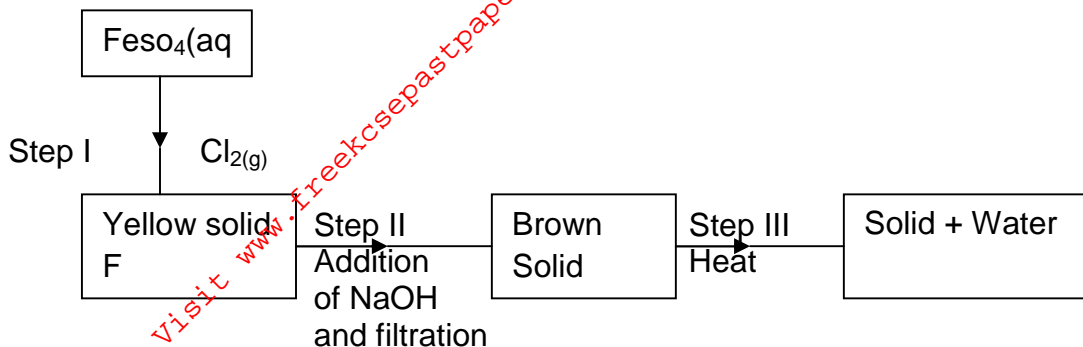 Feso₄(aq
Step I
Cl₂(g)
Yellow solid
F
Step II
Addition
of NaOH
and filtration
Brown
Solid
Step III
Heat
Solid + Water
Visit www.freekcsepastpape